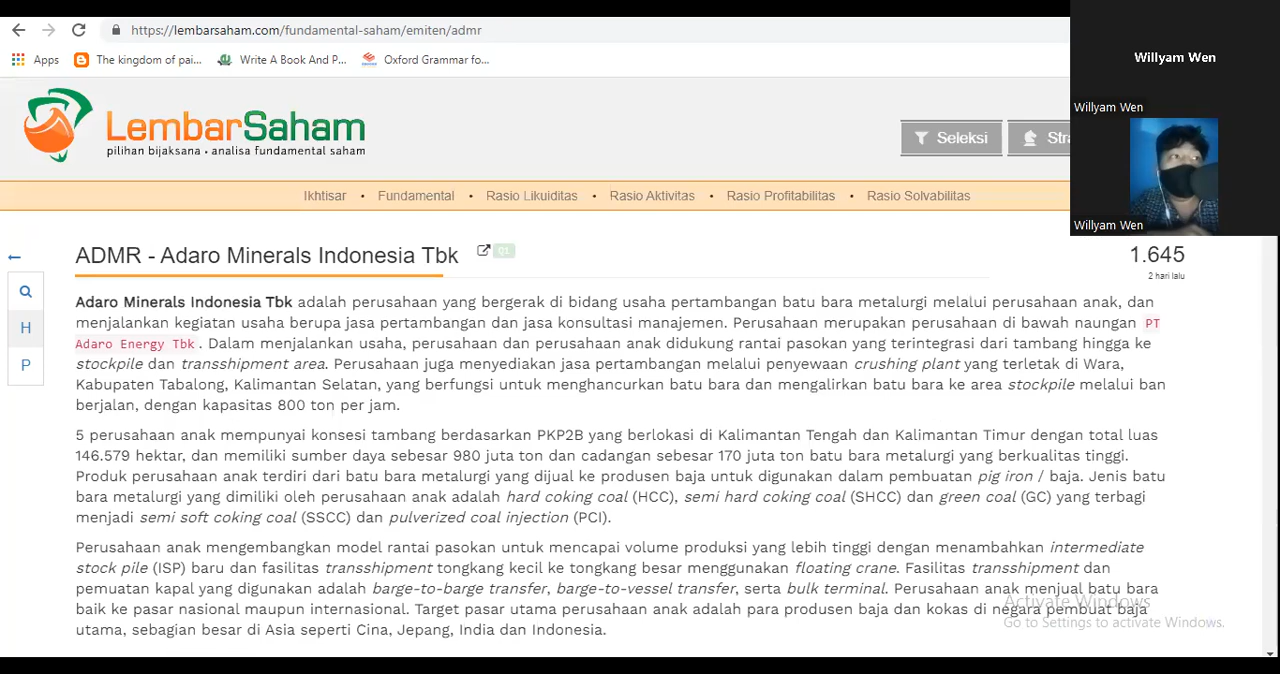 https://lembarsaham.com/fundamental-saham/emiten/admr
Apps The kingdom of pai... Write A Book And P... Oxford Grammar fo...
Willyam Wen
Willyam Wen
Willyam Wen
LembarSaham
pilihan bijaksana • analisa fundamental saham
Seleksi Stra
Ikhtisar • Fundamental • Rasio Likuiditas • Rasio Aktivitas • Rasio Profitabilitas • Rasio Solvabilitas
ADMR - Adaro Minerals Indonesia Tbk Q1
1.645
2 hari lalu
H
P
Adaro Minerals Indonesia Tbk adalah perusahaan yang bergerak di bidang usaha pertambangan batu bara metalurgi melalui perusahaan anak, dan
menjalankan kegiatan usaha berupa jasa pertambangan dan jasa konsultasi manajemen. Perusahaan merupakan perusahaan di bawah naungan PT
Adaro Energy Tbk. Dalam menjalankan usaha, perusahaan dan perusahaan anak didukung rantai pasokan yang terintegrasi dari tambang hingga ke
stockpile dan transshipment area. Perusahaan juga menyediakan jasa pertambangan melalui penyewaan crushing plant yang terletak di Wara,
Kabupaten Tabalong, Kalimantan Selatan, yang berfungsi untuk menghancurkan batu bara dan mengalirkan batu bara ke area stockpile melalui ban
berjalan, dengan kapasitas 800 ton per jam.
5 perusahaan anak mempunyai konsesi tambang berdasarkan PKP2B yang berlokasi di Kalimantan Tengah dan Kalimantan Timur dengan total luas
146.579 hektar, dan memiliki sumber daya sebesar 980 juta ton dan cadangan sebesar 170 juta ton batu bara metalurgi yang berkualitas tinggi.
Produk perusahaan anak terdiri dari batu bara metalurgi yang dijual ke produsen baja untuk digunakan dalam pembuatan pig iron / baja. Jenis batu
bara metalurgi yang dimiliki oleh perusahaan anak adalah hard coking coal (HCC), semi hard coking coal (SHCC) dan green coal (GC) yang terbagi
menjadi semi soft coking coal (SSCC) dan pulverized coal injection (PCI).
Perusahaan anak mengembangkan model rantai pasokan untuk mencapai volume produksi yang lebih tinggi dengan menambahkan intermediate
stock pile (ISP) baru dan fasilitas transshipment tongkang kecil ke tongkang besar menggunakan floating crane. Fasilitas transshipment dan
pemuatan kapal yang digunakan adalah barge-to-barge transfer, barge-to-vessel transfer, serta bulk terminal. Perusahaan anak menjual batu bara
baik ke pasar nasional maupun internasional. Target pasar utama perusahaan anak adalah para produsen baja dan kokas di negara pembuat baja
utama, sebagian besar di Asia seperti Cina, Jepang, India dan Indonesia.
Activate Windows
Go to Settings to activate Windows.